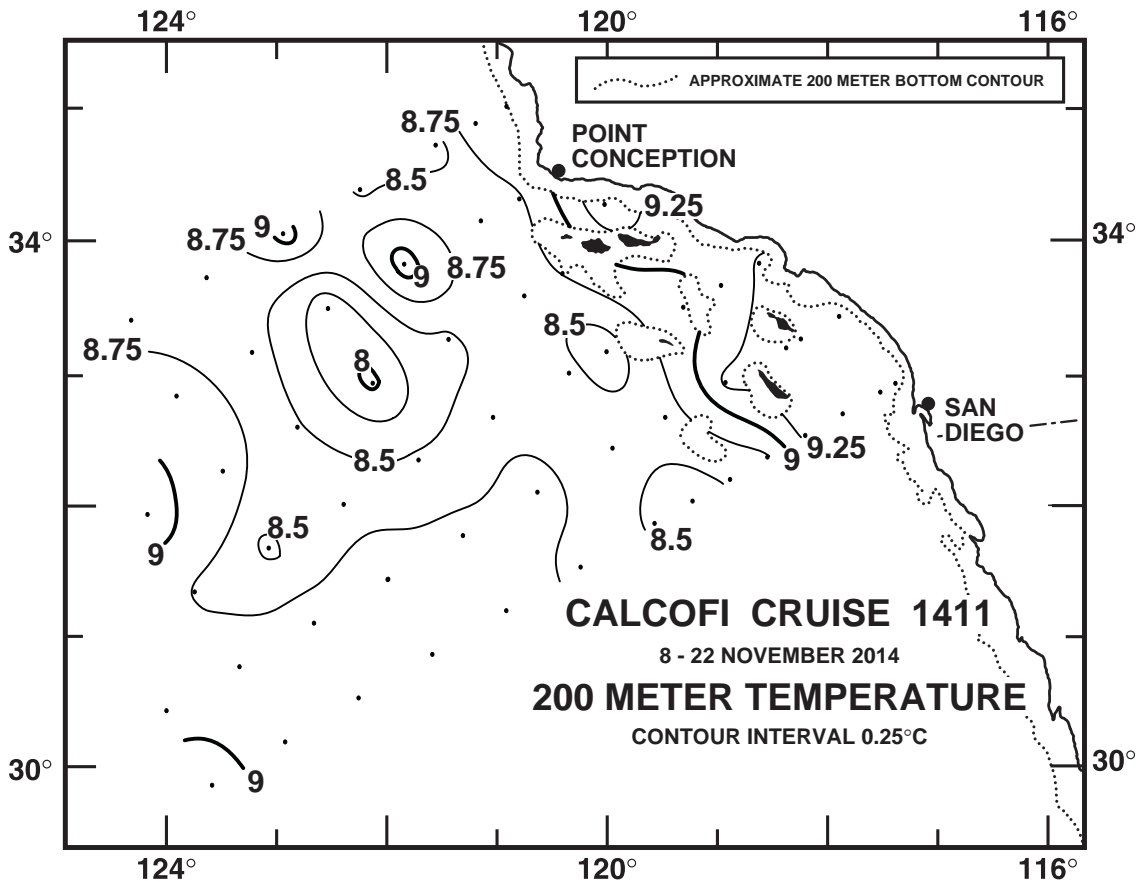 124° 120° 116°
APPROXIMATE 200 METER BOTTOM CONTOUR
8.75
POINT
CONCEPTION
8.5
9.25
9
8.75
34°
34°
9
8.75
8.5
8.75
8
SAN
DIEGO
9.25
9
8.5
8.5
8.5
9
CALCOFI CRUISE 1411
8 - 22 NOVEMBER 2014
200 METER TEMPERATURE
CONTOUR INTERVAL 0.25°C
30°
30°
9
124° 120° 116°